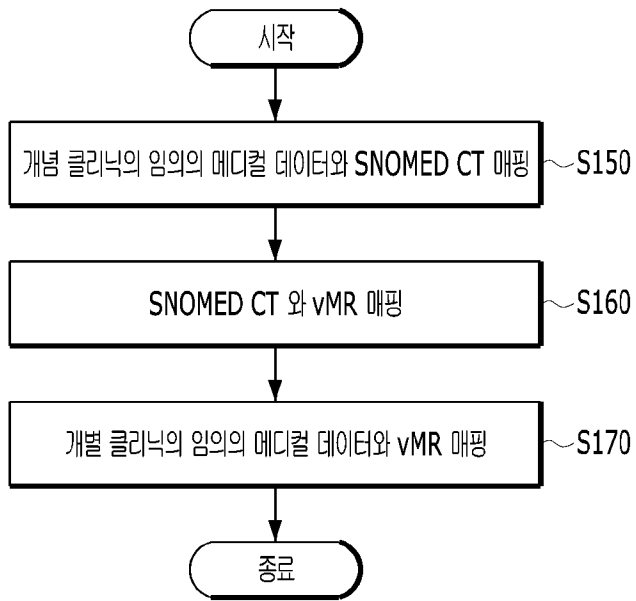 시작
개념 클리닉의 임의의 메디컬 데이터와 SNOMED CT 매핑
S150
SNOMED CT 와 vMR 매핑
S160
개별 클리닉의 임의의 메디컬 데이터와 vMR 매핑
S170
종료